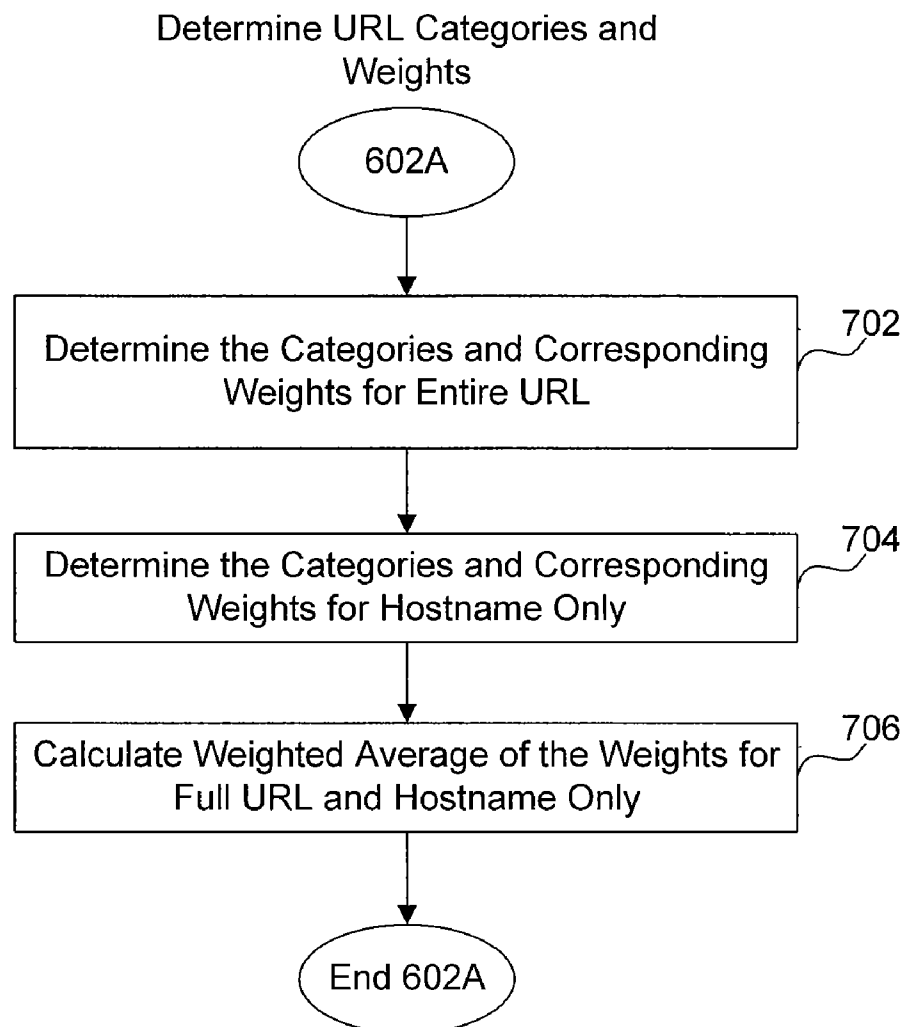 Determine URL Categories and
Weights
602A
Determine the Categories and Corresponding
Weights for Entire URL
702
Determine the Categories and Corresponding
Weights for Hostname Only
704
Calculate Weighted Average of the Weights for
Full URL and Hostname Only
706
End 602A